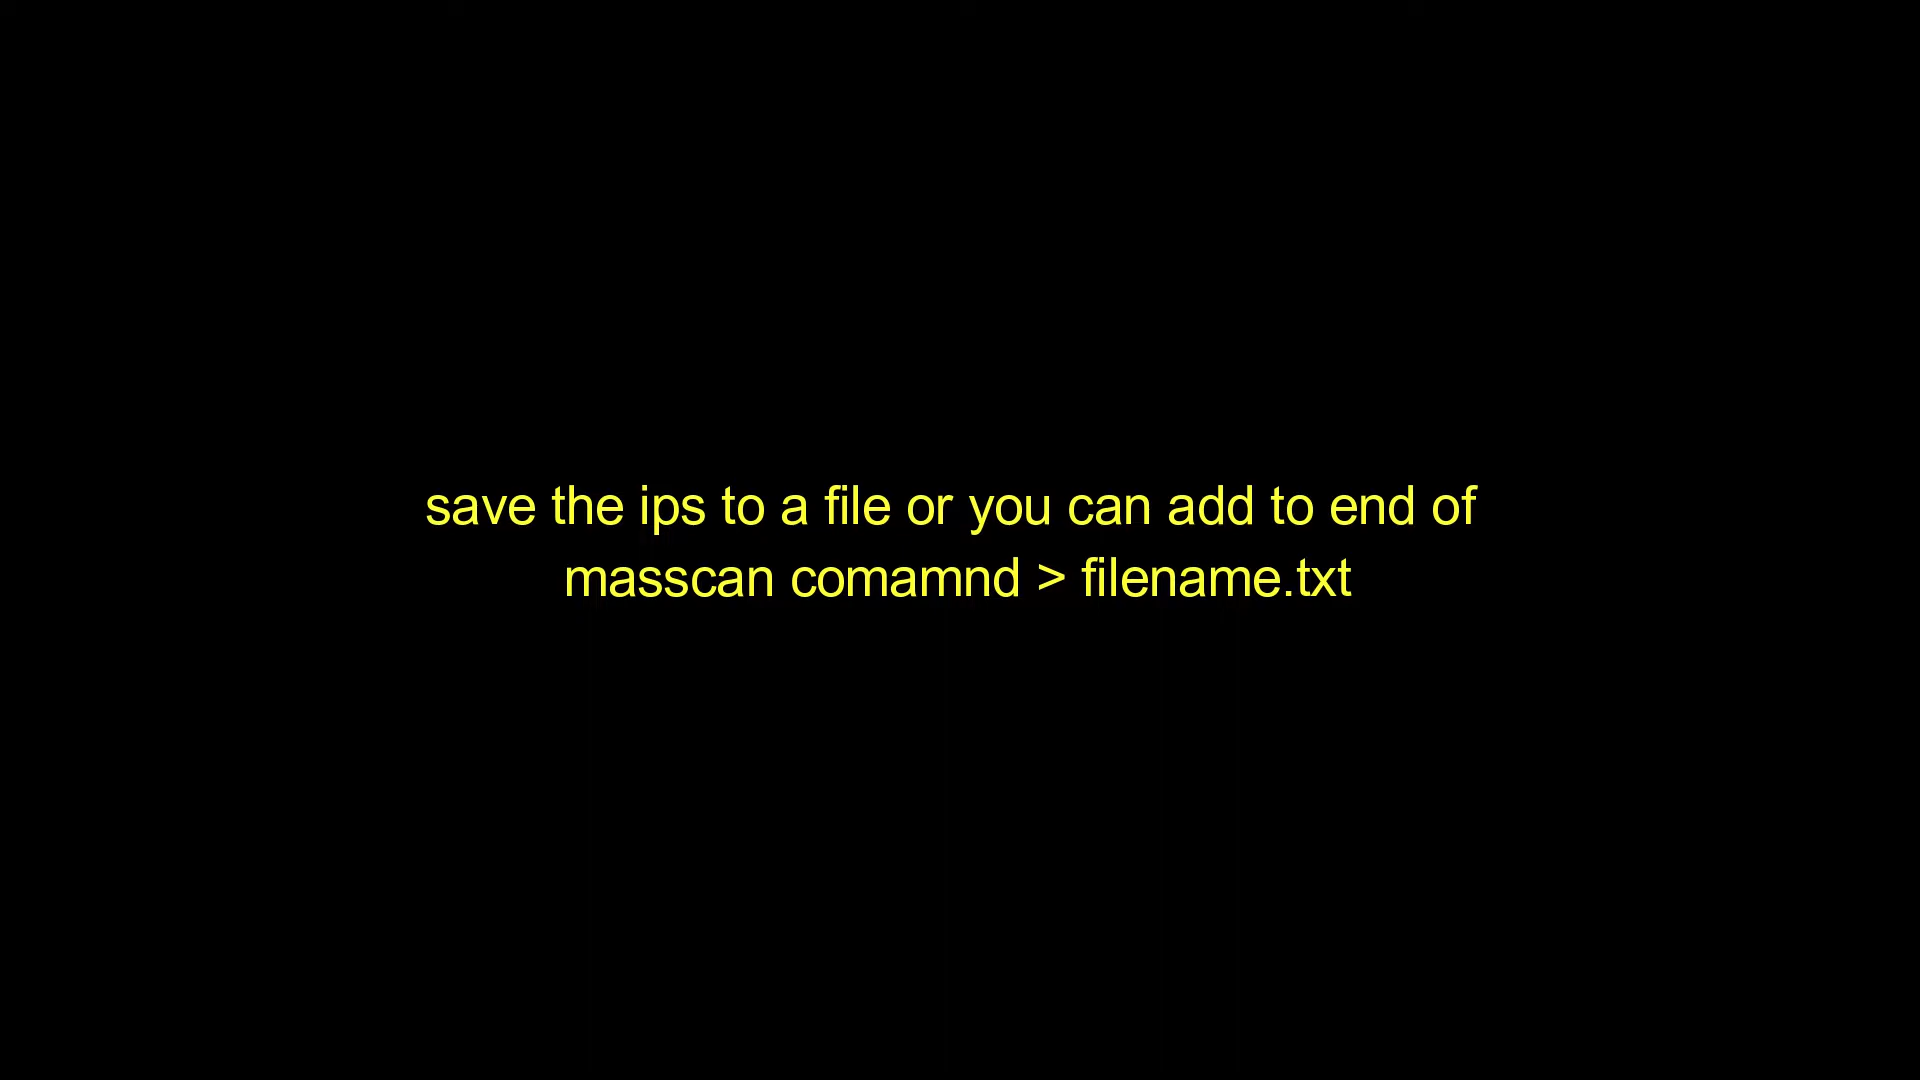 save the ips to a file or you can add to end of
masscan comamnd > filename.txt